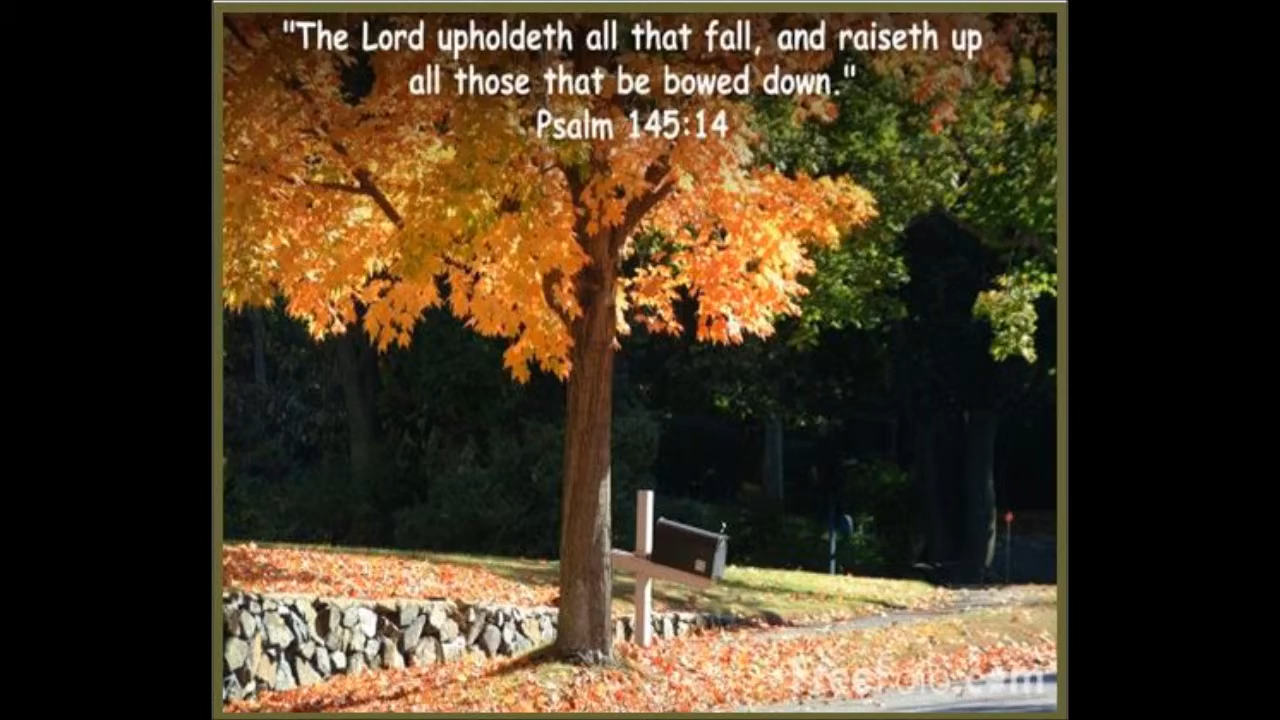 "The Lord upholdeth all that fall, and raiseth up
all those that be bowed down."
Psalm 145:14